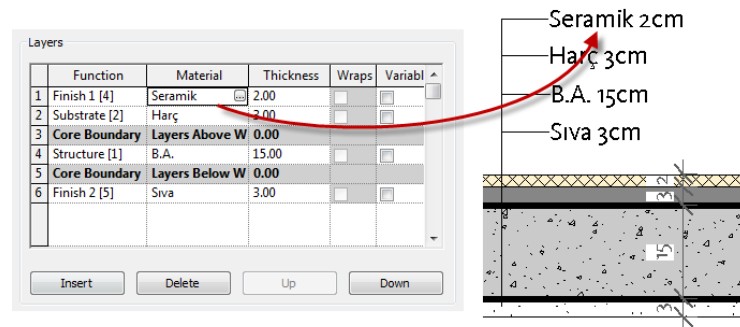 Layers
Function Material Thickness Wraps Variabl
1 Finish 1 [4] Seramik ... 2.00
2 Substrate [2] Harç 3.00
3 Core Boundary Layers Above W 0.00
4 Structure [1] B.A. 15.00
5 Core Boundary Layers Below W 0.00
6 Finish 2 [5] Sıva 3.00
Insert Delete Up Down
Seramik 2cm
Harç 3cm
B.A. 15cm
Sıva 3cm
2
3
15
3